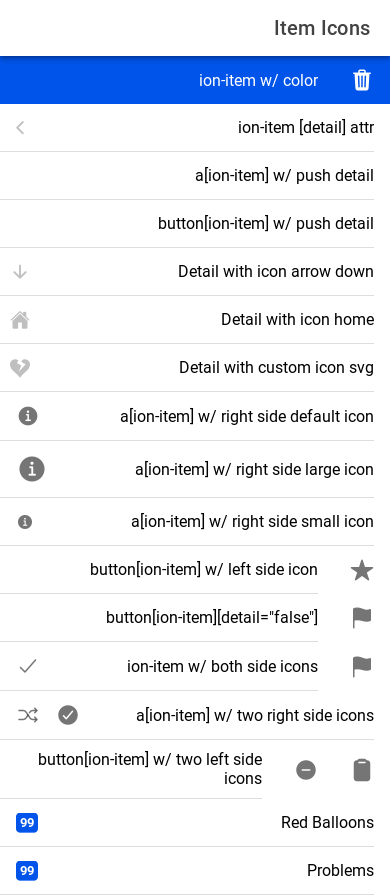 Item Icons
ion-item w/ color
ion-item [detail] attr
a[ion-item] w/ push detail
button[ion-item] w/ push detail
Detail with icon arrow down
Detail with icon home
Detail with custom icon svg
a[ion-item] w/ right side default icon
a[ion-item] w/ right side large icon
a[ion-item] w/ right side small icon
button[ion-item] w/ left side icon
button[ion-item][detail="false"]
ion-item w/ both side icons
a[ion-item] w/ two right side icons
button[ion-item] w/ two left side
icons
Red Balloons
99
Problems
99